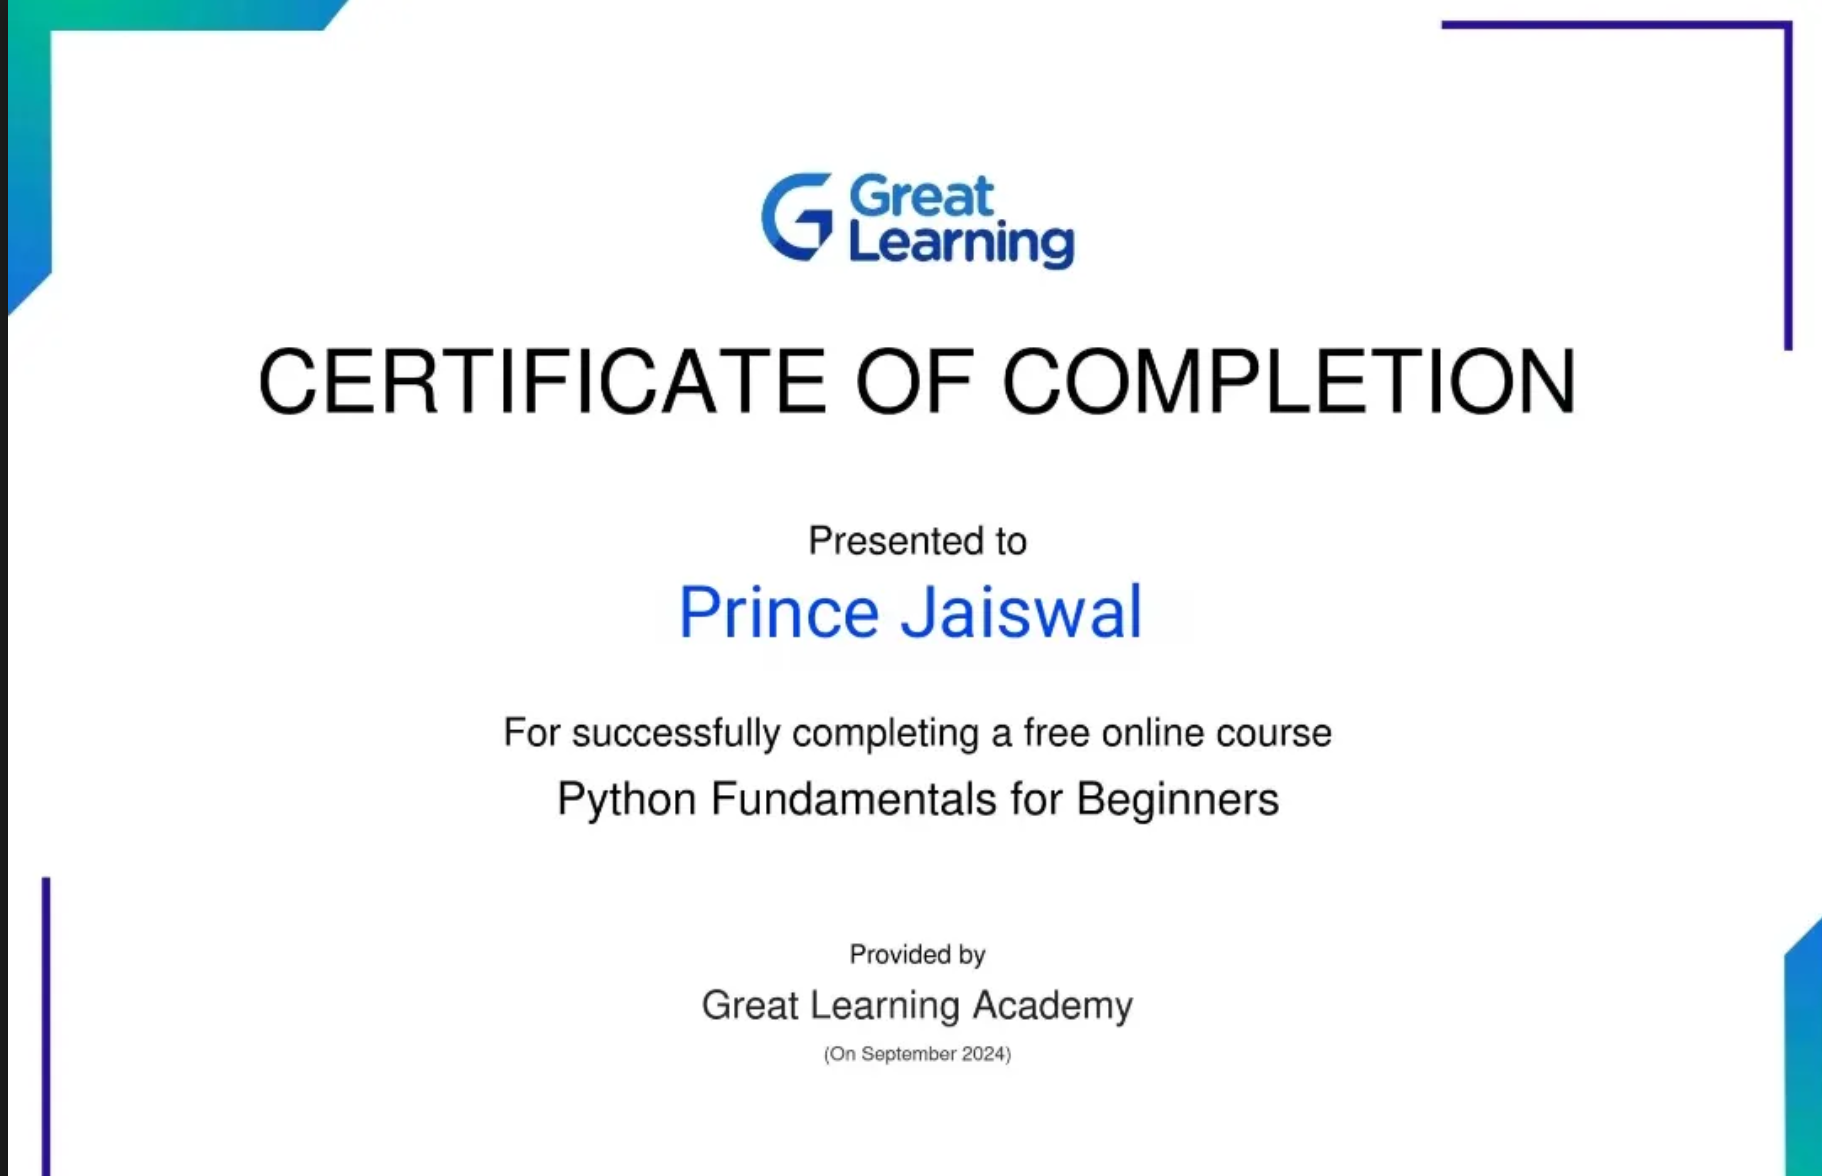 Great
Learning
CERTIFICATE OF COMPLETION
Presented to
Prince Jaiswal
For successfully completing a free online course
Python Fundamentals for Beginners
Provided by
Great Learning Academy
(On September 2024)